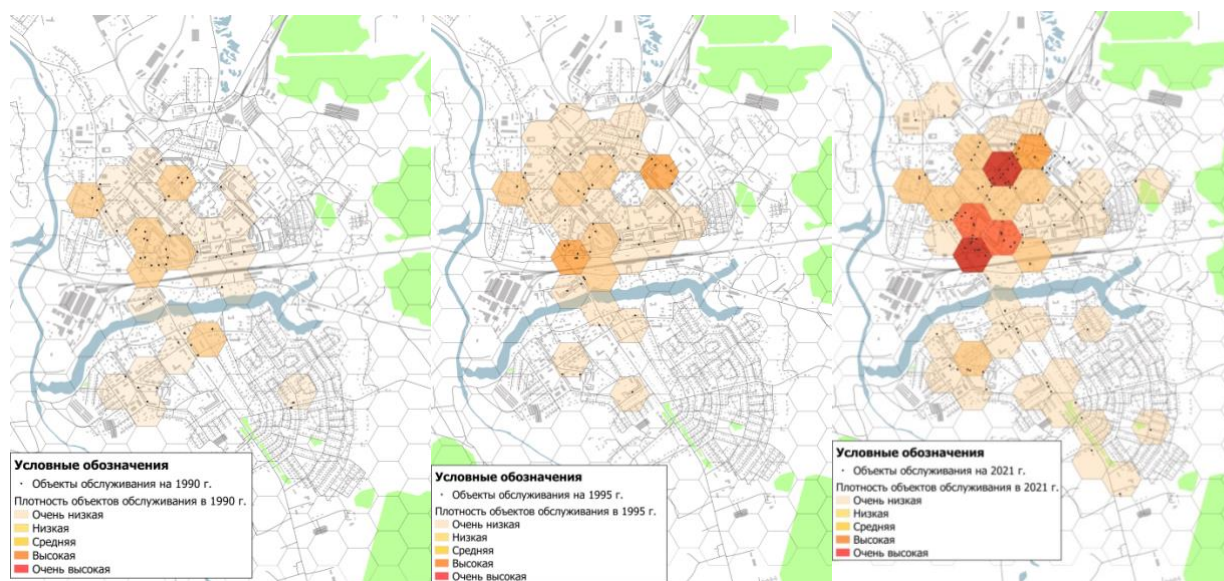 Условные обозначения
Объекты обслуживания на 1990 г.
Плотность объектов обслуживания в 1990 г.
Очень низкая
Низкая
Средняя
Высокая
Очень высокая
Условные обозначения
Объекты обслуживания на 1995 г.
Плотность объектов обслуживания в 1995 г.
Очень низкая
Низкая
Средняя
Высокая
Очень высокая
Условные обозначения
Объекты обслуживания на 2021 г.
Плотность объектов обслуживания в 2021 г.
Очень низкая
Низкая
Средняя
Высокая
Очень высокая